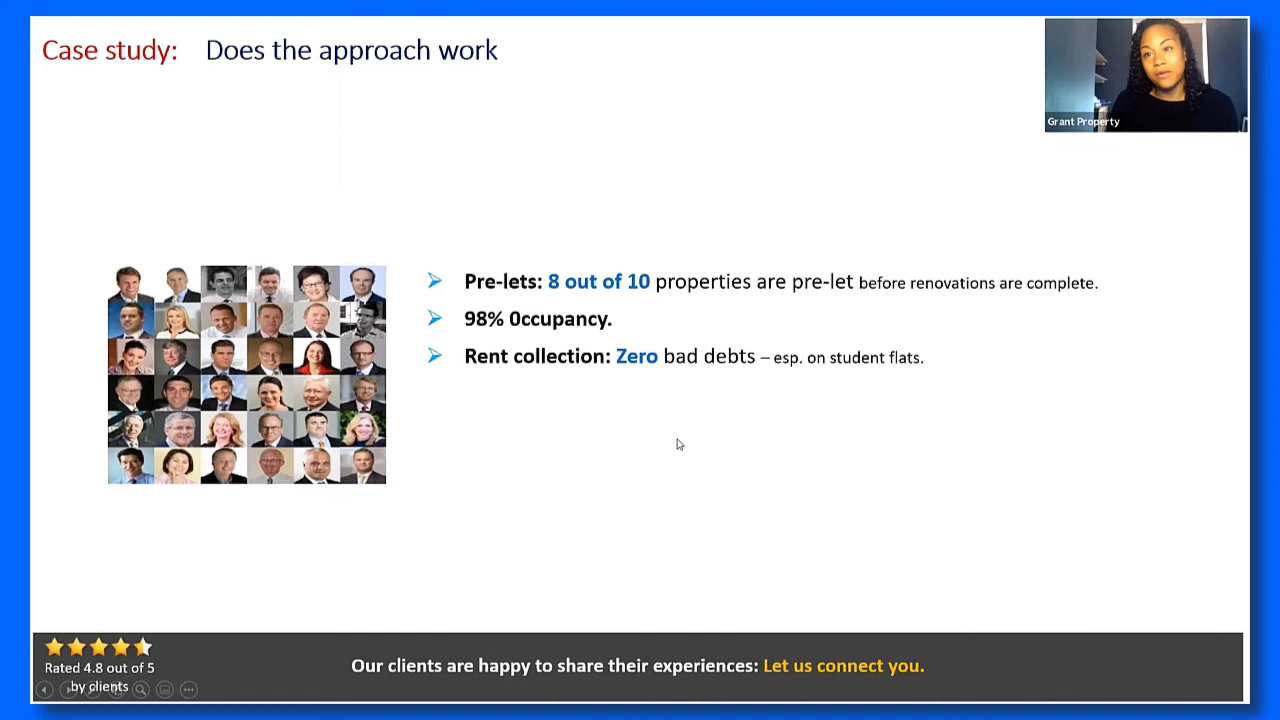 Case study: Does the approach work
Grant Property
Pre-lets: 8 out of 10 properties are pre-let before renovations are complete.
98% 0ccupancy.
Rent collection: Zero bad debts – esp. on student flats.
Rated 4.8 out of 5
by clients
Our clients are happy to share their experiences: Let us connect you.